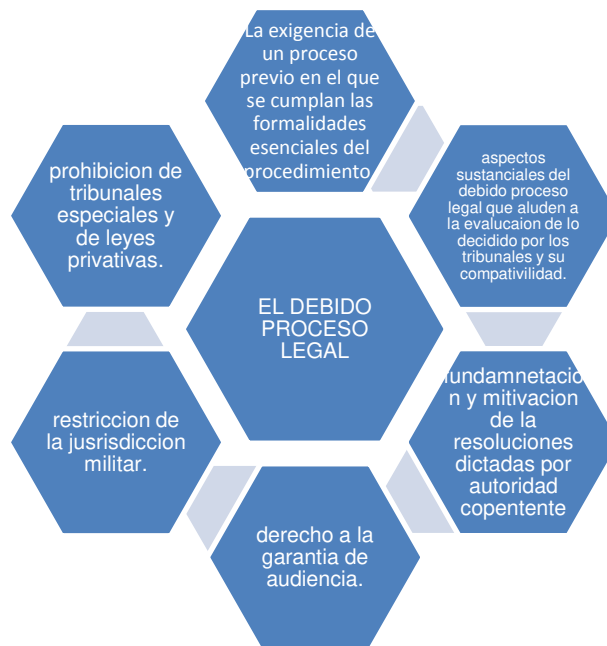 La exigencia de
un proceso
previo en el que
se cumplan las
formalidades
esenciales del
procedimiento
aspectos
sustanciales del
debido proceso
legal que aluden a
la evalucaion de lo
decidido por los
tribunales y su
compativilidad.
fundamnetacio
n y mitivacion
de la
resoluciones
dictadas por
autoridad
copentente
derecho a la
garantia de
audiencia.
restriccion de
la jusrisdiccion
militar.
prohibicion de
tribunales
especiales y
de leyes
privativas.
EL DEBIDO
PROCESO
LEGAL